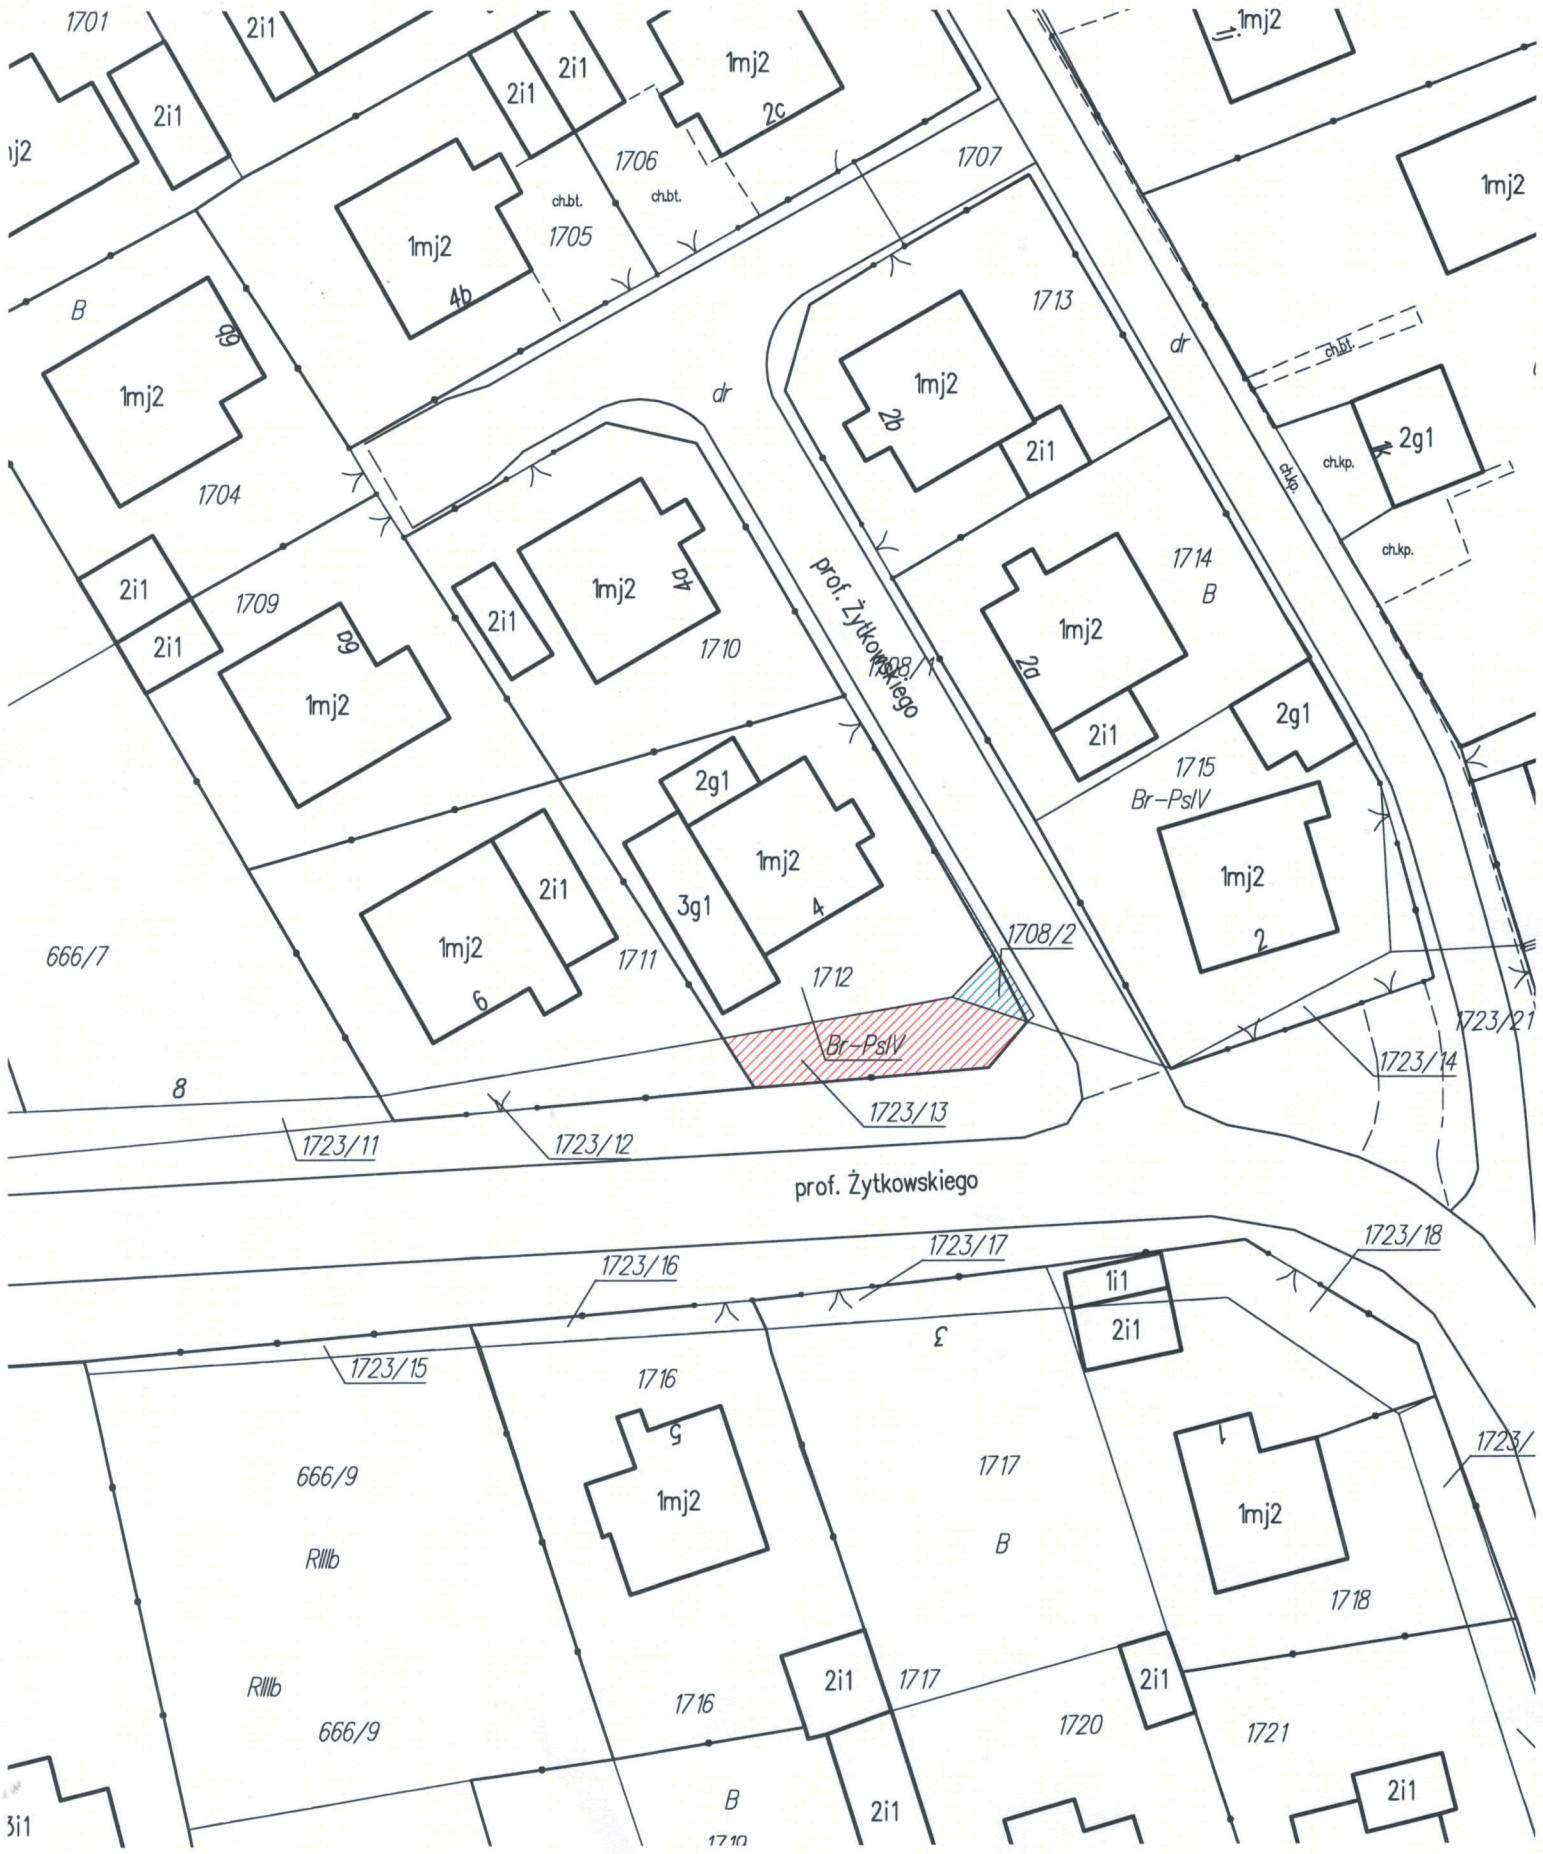 1701
2i1
2i1
2i1
2i1
1mj2
2c
1mj2
1706
1707
ch.bt.
ch.bt.
1705
1mj2
4b
1mj2
B
6b
1mj2
1713
dr
dr
ch.bt.
1mj2
2b
2i1
2g1
1k
ch.kp.
ch.kp.
ch.kp.
1704
2i1
2i1
1709
6a
1mj2
2i1
1mj2
4a
1710
prof. Żytkowskiego
1708/1
1714
B
1mj2
2a
2i1
2g1
1715
Br-PsIV
2g1
1mj2
4
3g1
1mj2
2
2i1
1mj2
6
666/7
1711
1712
1708/2
Br-PsIV
1723/21
1723/14
8
1723/13
1723/11
1723/12
prof. Żytkowskiego
1723/18
1723/17
1723/16
1i1
2i1
3
1723/15
1716
5
1mj2
666/9
1717
1
1723/
1mj2
RIIIb
B
1718
RIIIb
2i1
1717
2i1
1716
666/9
1720
1721
B
2i1
2i1
3i1
1719